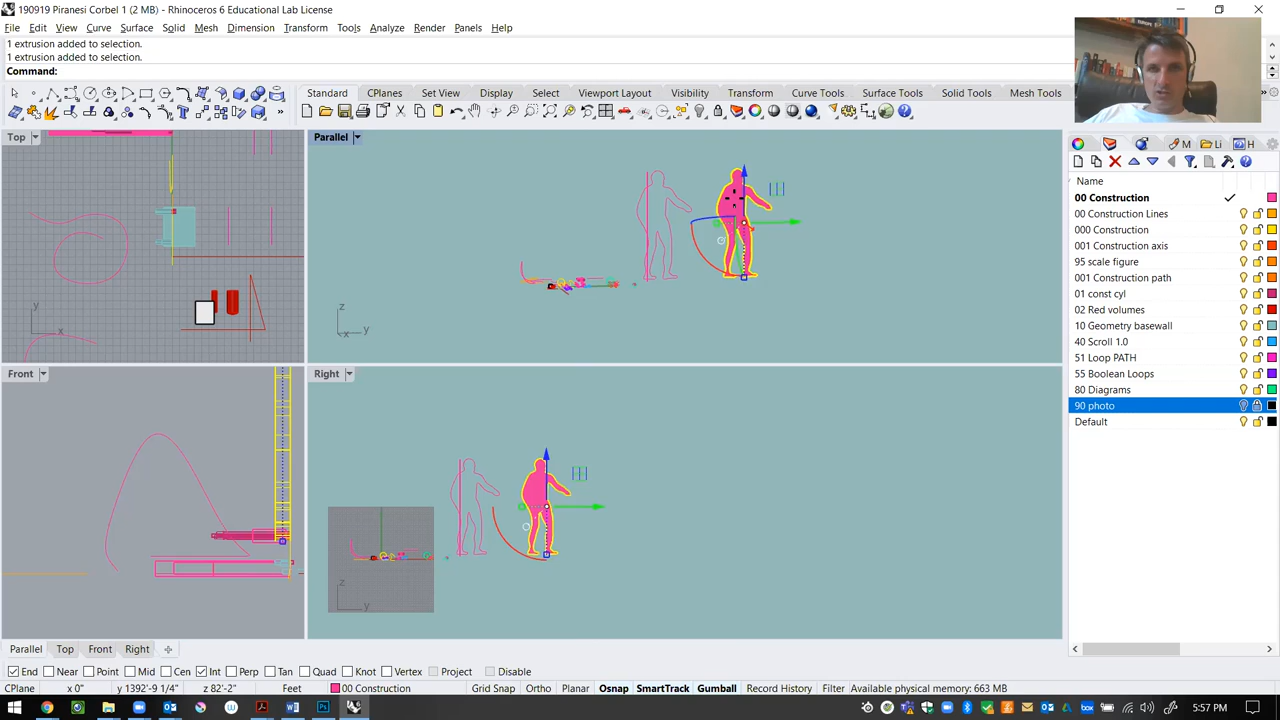 190919 Piranesi Corbel 1 (2 MB) - Rhinoceros 6 Educational Lab License
File Edit View Curve Surface Solid Mesh Dimension Transform Tools Analyze Render Panels Help
1 extrusion added to selection.
1 extrusion added to selection.
Command:
Standard CPlanes Set View Display Select Viewport Layout Visibility Transform Curve Tools Surface Tools Solid Tools Mesh Tools
Top
y
x
Parallel
z
x y
M Li H
Name
00 Construction
00 Construction Lines
000 Construction
001 Construction axis
95 scale figure
001 Construction path
01 const cyl
02 Red volumes
10 Geometry basewall
40 Scroll 1.0
51 Loop PATH
55 Boolean Loops
80 Diagrams
90 photo
Default
Front
z
x
Right
z
y
Parallel Top Front Right
End Near Point Mid Cen Int Perp Tan Quad Knot Vertex Project Disable
CPlane x 0" y 1392'-9 1/4" z 82'-2" Feet 00 Construction Grid Snap Ortho Planar Osnap SmartTrack Gumball Record History Filter Available physical memory: 663 MB
box 5:57 PM